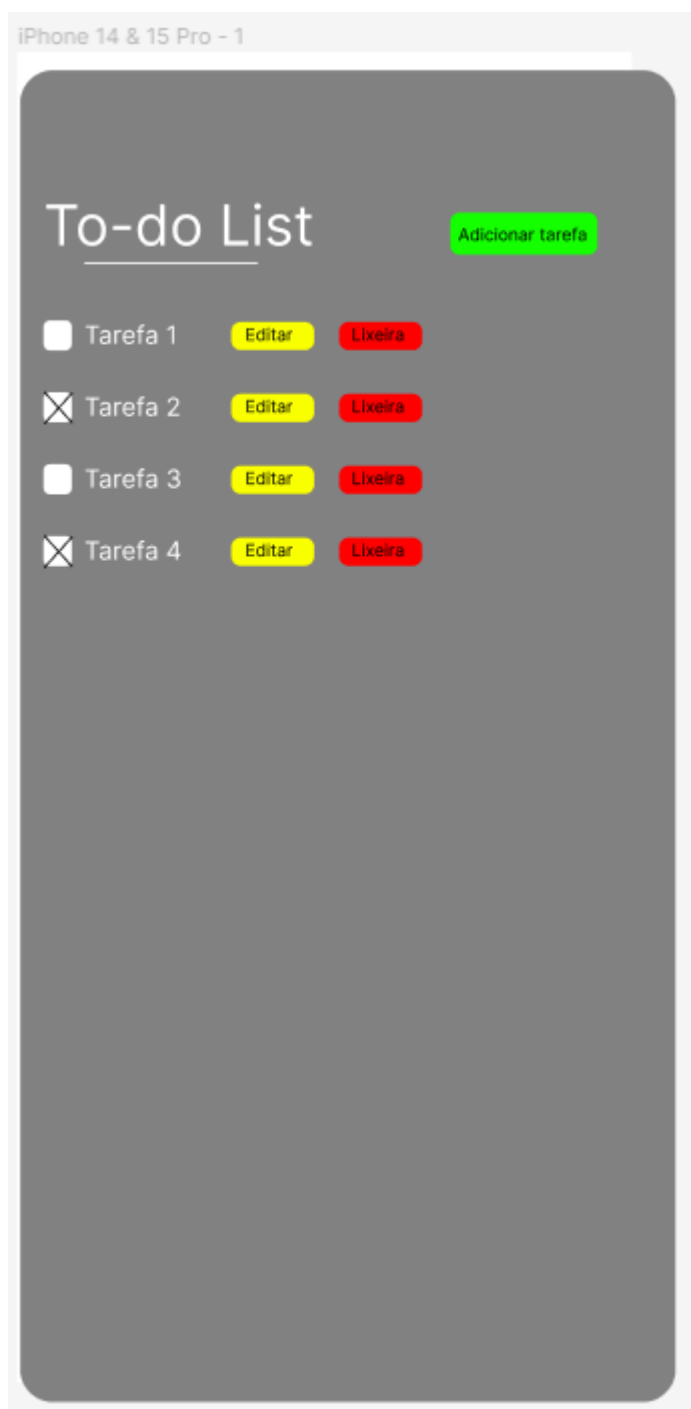 iPhone 14 & 15 Pro - 1
To-do List
Adicionar tarefa
Tarefa 1 Editar Lixeira
Tarefa 2 Editar Lixeira
Tarefa 3 Editar Lixeira
Tarefa 4 Editar Lixeira